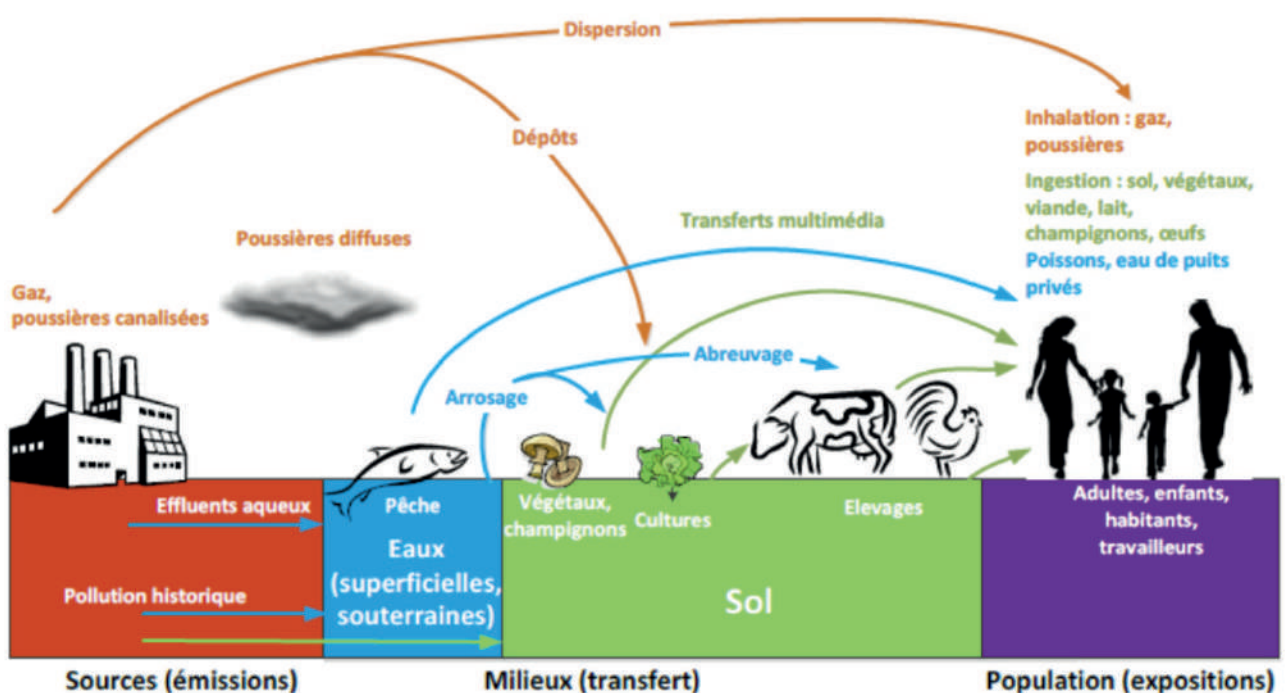 Dispersion
Dépôts
Inhalation : gaz,
poussières
Ingestion : sol, végétaux,
viande, lait,
champignons, œufs
Poissons, eau de puits
privés
Transferts multimédia
Poussières diffuses
Gaz,
poussières canalisées
Abreuvage
Arrosage
Effluents aqueux
Pollution historique
Pêche
Eaux
(superficielles,
souterraines)
Végétaux,
champignons
Cultures
Elevages
Sol
Adultes, enfants,
habitants,
travailleurs
Sources (émissions)
Milieux (transfert)
Population (expositions)